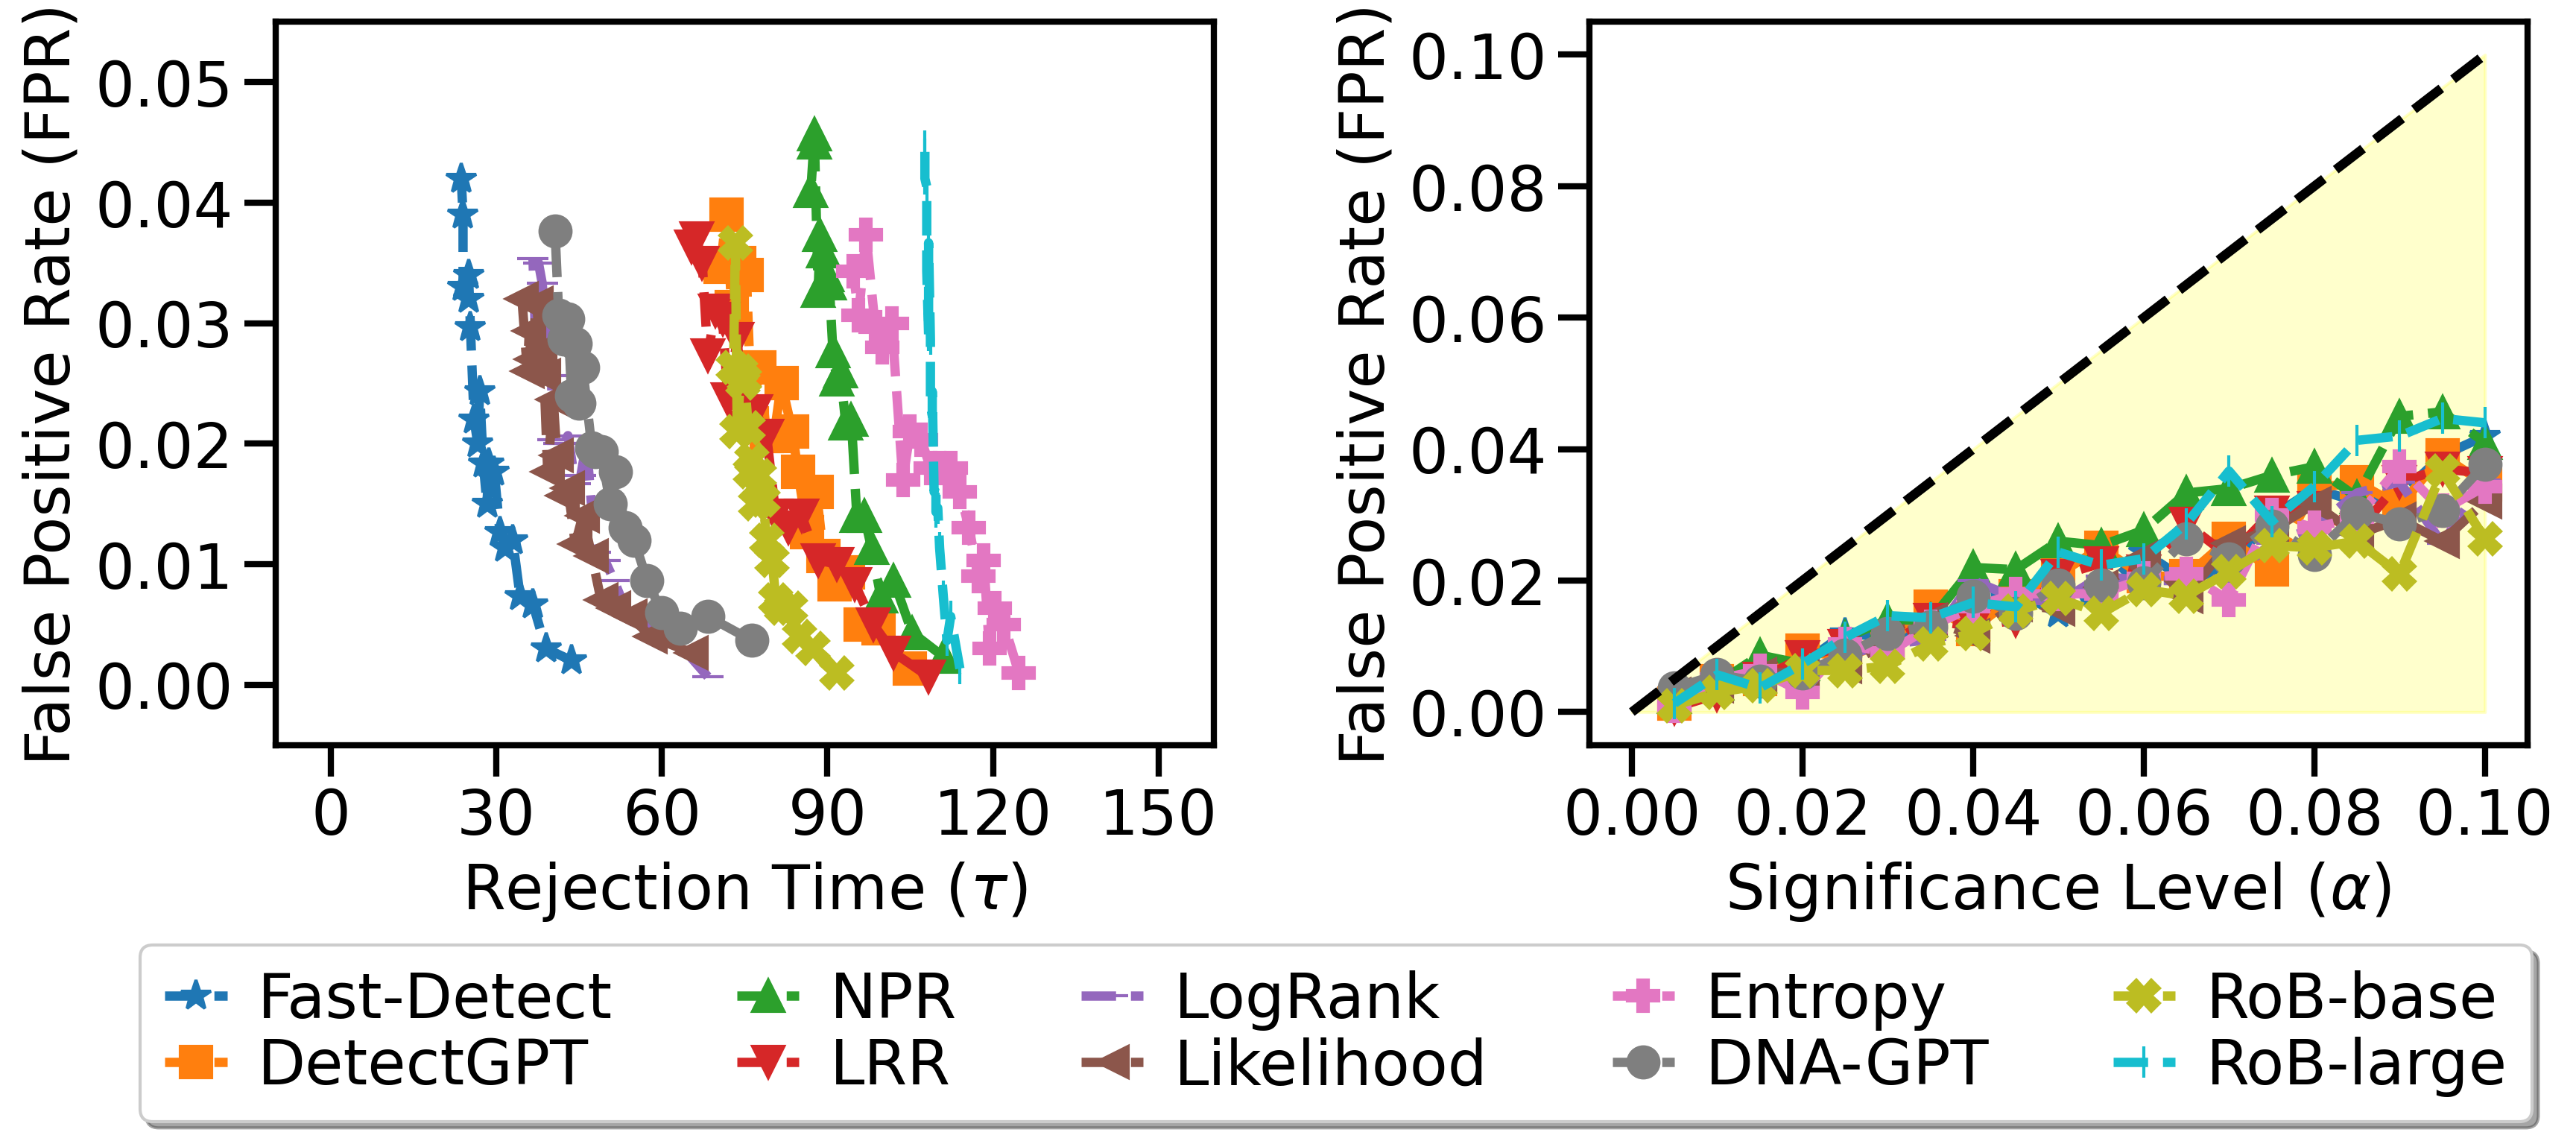 False Positive Rate (FPR)
0.05
0.04
0.03
0.02
0.01
0.00
0 30 60 90 120 150
Rejection Time (τ)
False Positive Rate (FPR)
0.10
0.08
0.06
0.04
0.02
0.00
0.00 0.02 0.04 0.06 0.08 0.10
Significance Level (α)
Fast-Detect NPR LogRank Entropy RoB-base
DetectGPT LRR Likelihood DNA-GPT RoB-large